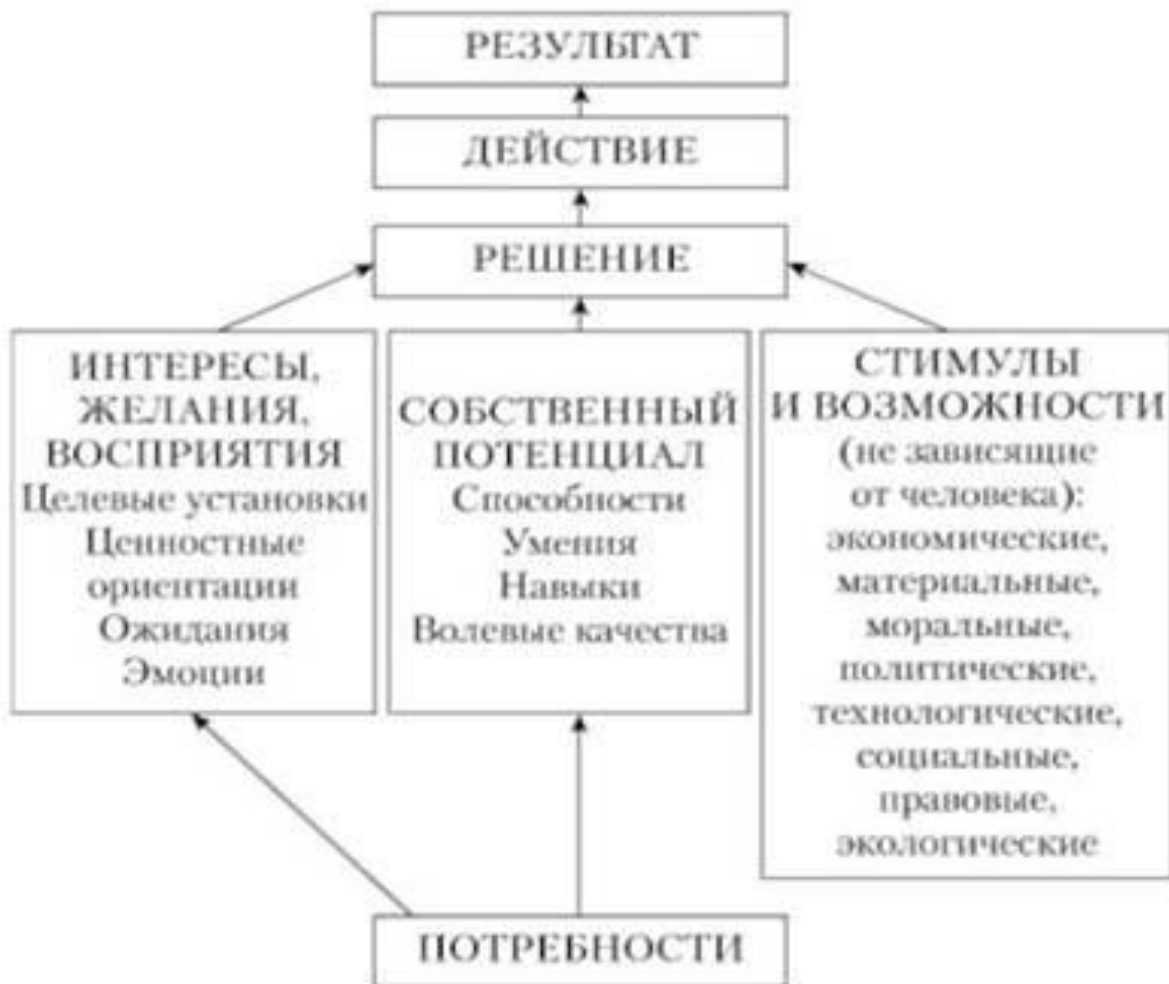 РЕЗУЛЬТАТ
ДЕЙСТВИЕ
РЕШЕНИЕ
ИНТЕРЕСЫ,
ЖЕЛАНИЯ,
ВОСПРИЯТИЯ
Целевые установки
Ценностные
ориентации
Ожидания
Эмоции
СОБСТВЕННЫЙ
ПОТЕНЦИАЛ
Способности
Умения
Навыки
Волевые качества
СТИМУЛЫ
И ВОЗМОЖНОСТИ
(не зависящие
от человека):
экономические,
материальные,
моральные,
политические,
технологические,
социальные,
правовые,
экологические
ПОТРЕБНОСТИ